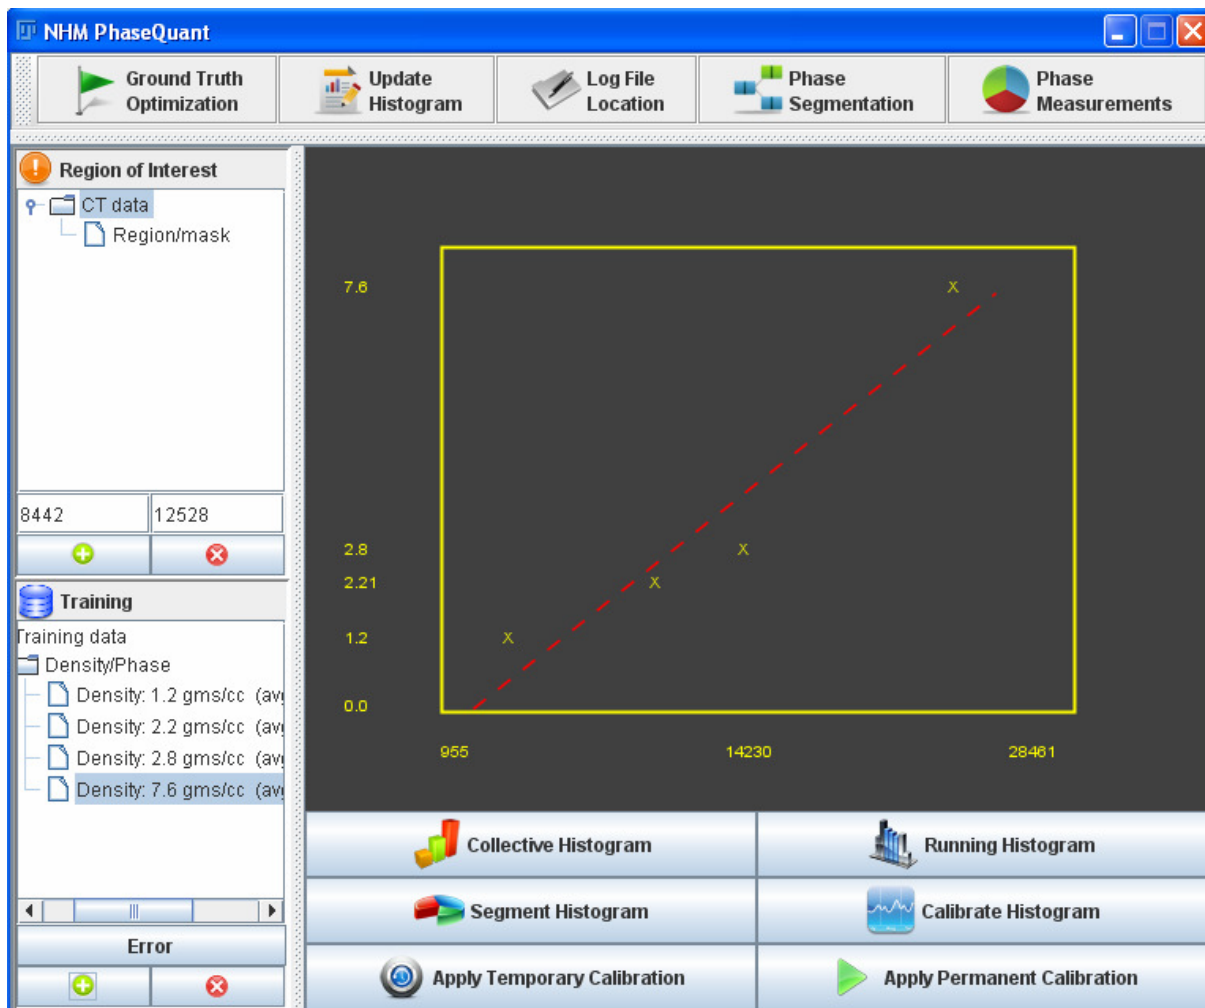 NHM PhaseQuant
Ground Truth
Optimization
Update
Histogram
Log File
Location
Phase
Segmentation
Phase
Measurements
Region of Interest
CT data
Region/mask
8442
12528
Training
Training data
Density/Phase
Density: 1.2 gms/cc (av
Density: 2.2 gms/cc (av
Density: 2.8 gms/cc (av
Density: 7.6 gms/cc (av
Error
7.6
2.8
2.21
1.2
0.0
X
X
X
X
955
14230
28461
Collective Histogram
Running Histogram
Segment Histogram
Calibrate Histogram
Apply Temporary Calibration
Apply Permanent Calibration